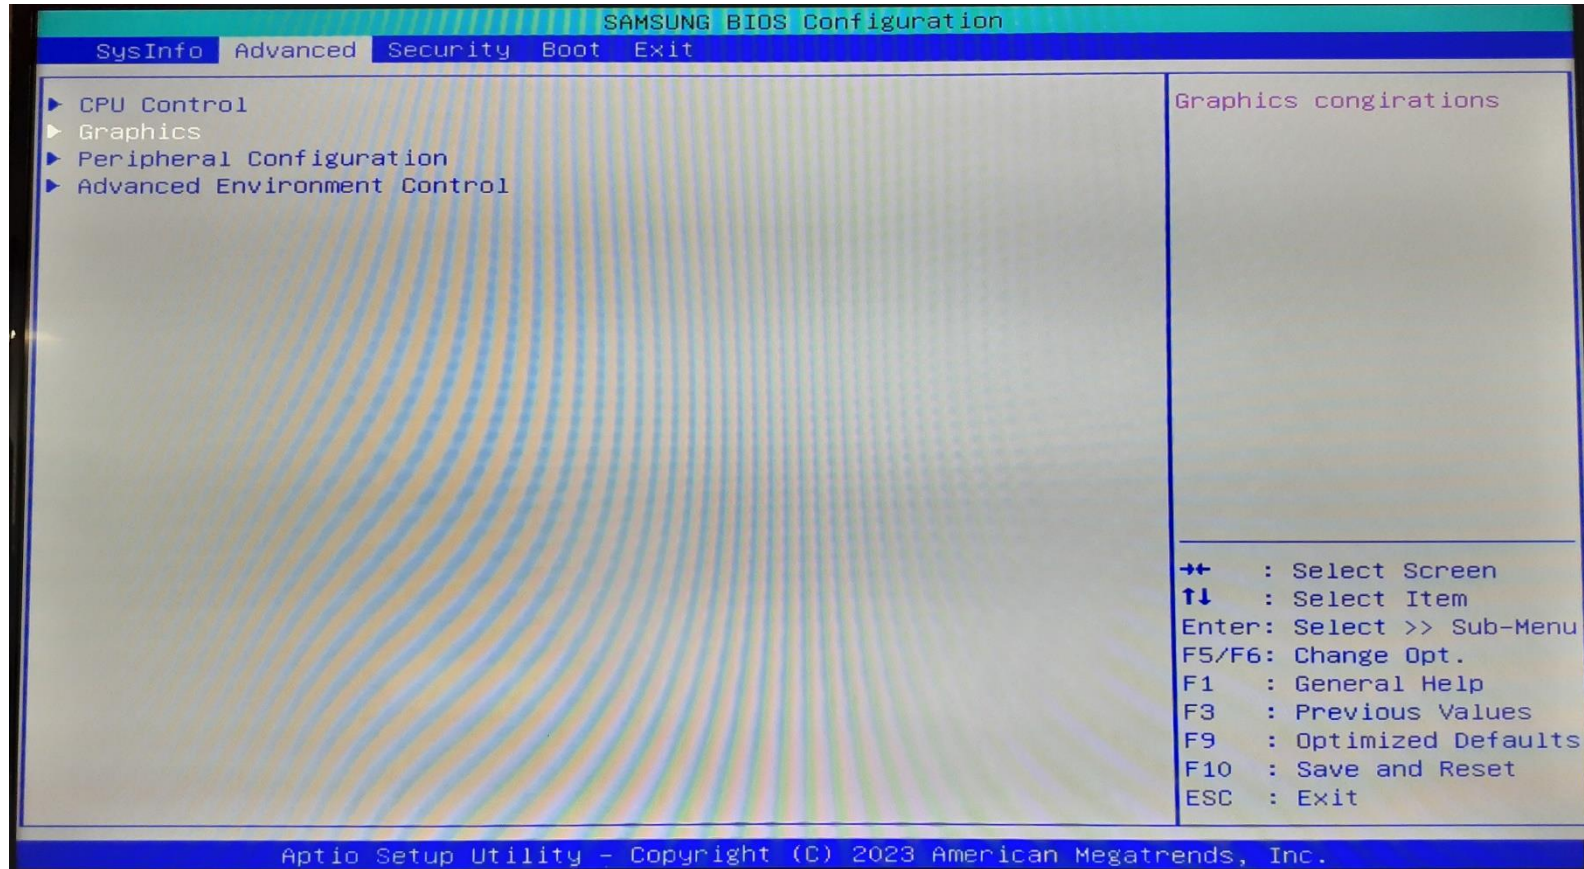 SAMSUNG BIOS Configuration
SysInfo Advanced Security Boot Exit
CPU Control
Graphics
Peripheral Configuration
Advanced Environment Control
Graphics congirations
→← : Select Screen
↑↓ : Select Item
Enter: Select >> Sub-Menu
F5/F6: Change Opt.
F1 : General Help
F3 : Previous Values
F9 : Optimized Defaults
F10 : Save and Reset
ESC : Exit
Aptio Setup Utility - Copyright (C) 2023 American Megatrends, Inc.